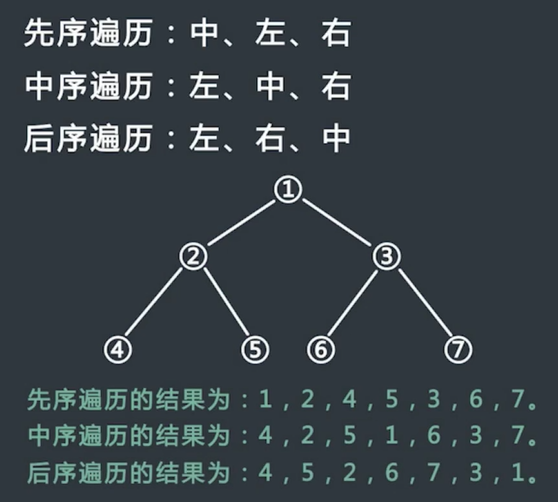 先序遍历：中、左、右
中序遍历：左、中、右
后序遍历：左、右、中
①
② ③
④ ⑤ ⑥ ⑦
先序遍历的结果为：1，2，4，5，3，6，7。
中序遍历的结果为：4，2，5，1，6，3，7。
后序遍历的结果为：4，5，2，6，7，3，1。